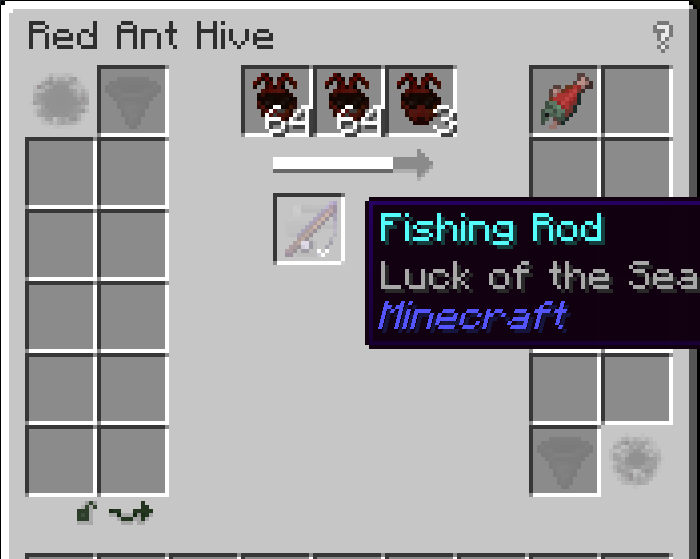 Red Ant Hive
?
64 64 3
Fishing Rod
Luck of the Sea
Minecraft